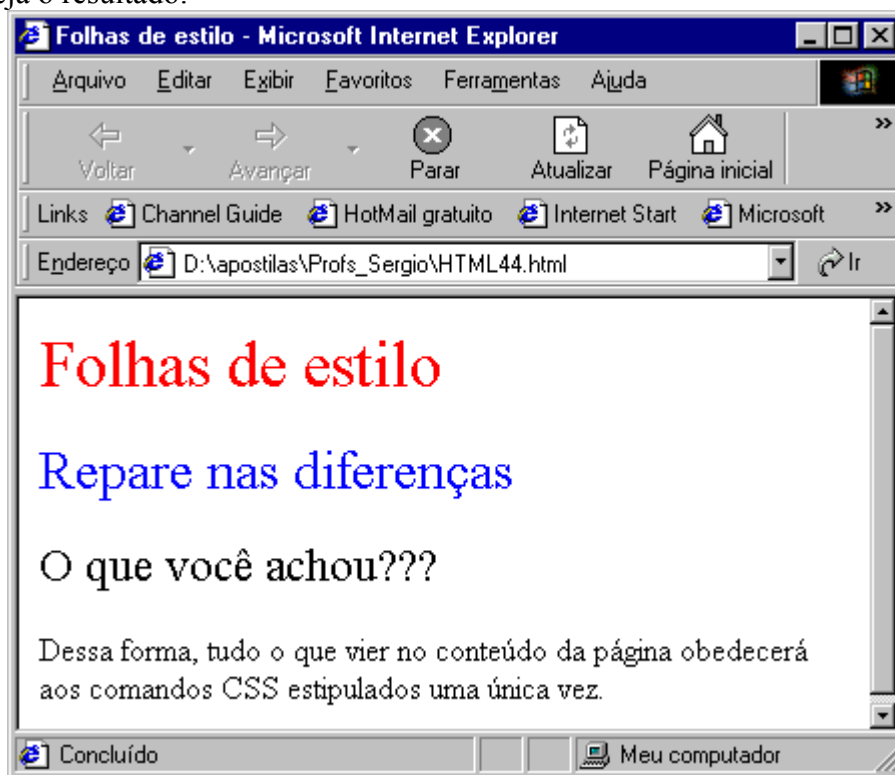 eja o resultado:
Folhas de estilo - Microsoft Internet Explorer
Arquivo Editar Exibir Favoritos Ferramentas Ajuda
Voltar Avançar Parar Atualizar Página inicial »
Links Channel Guide HotMail gratuito Internet Start Microsoft »
Endereço D:\apostilas\Profs_Sergio\HTML44.html Ir
Folhas de estilo
Repare nas diferenças
O que você achou???
Dessa forma, tudo o que vier no conteúdo da página obedecerá
aos comandos CSS estipulados uma única vez.
Concluído Meu computador